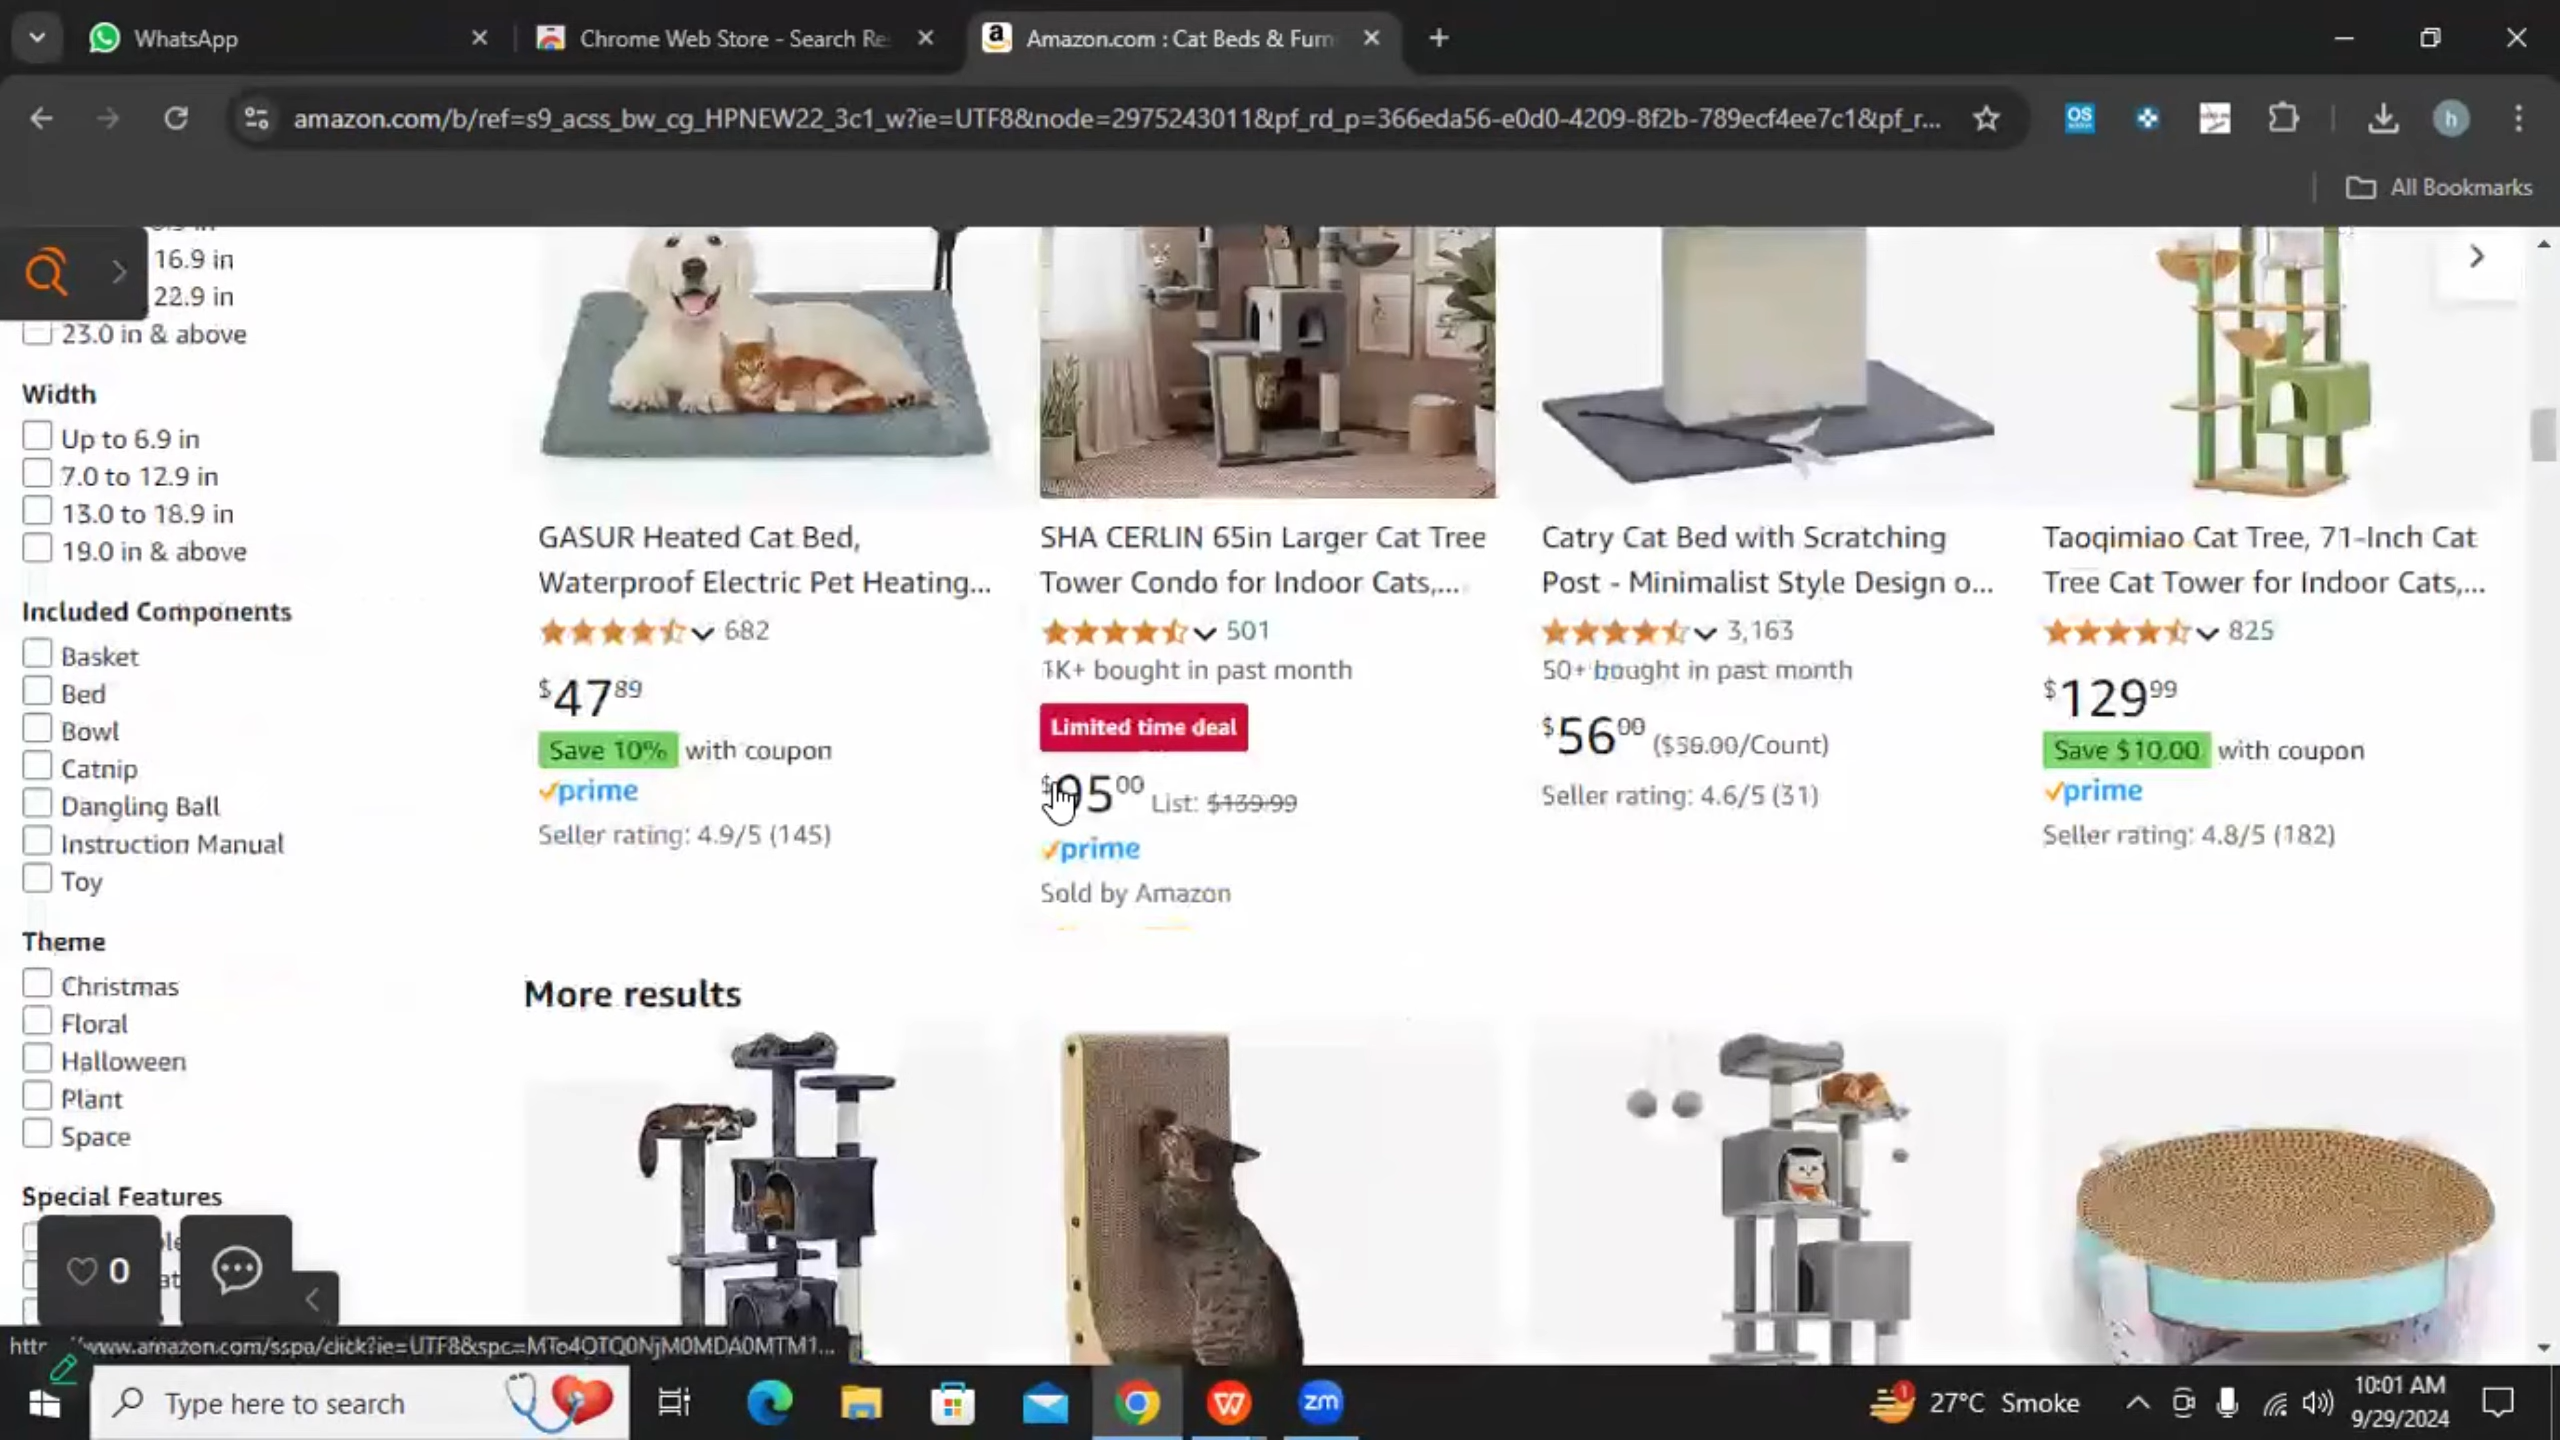 WhatsApp
Chrome Web Store - Search Re
Amazon.com : Cat Beds & Furn
amazon.com/b/ref=s9_acss_bw_cg_HPNEW22_3c1_w?ie=UTF8&node=2975243011&pf_rd_p=366eda56-e0d0-4209-8f2b-789ecf4ee7c1&pf_r...
All Bookmarks
16.9 in
22.9 in
23.0 in & above
Width
Up to 6.9 in
7.0 to 12.9 in
13.0 to 18.9 in
19.0 in & above
Included Components
Basket
Bed
Bowl
Catnip
Dangling Ball
Instruction Manual
Toy
Theme
Christmas
Floral
Halloween
Plant
Space
Special Features
GASUR Heated Cat Bed,
Waterproof Electric Pet Heating...
682
$47.89
Save 10% with coupon
prime
Seller rating: 4.9/5 (145)
SHA CERLIN 65in Larger Cat Tree
Tower Condo for Indoor Cats,...
501
1K+ bought in past month
Limited time deal
$95.00 List: $139.99
prime
Sold by Amazon
Catry Cat Bed with Scratching
Post - Minimalist Style Design o...
3,163
50+ bought in past month
$56.00 ($56.00/Count)
Seller rating: 4.6/5 (31)
Taoqimiao Cat Tree, 71-Inch Cat
Tree Cat Tower for Indoor Cats,...
825
$129.99
Save $10.00 with coupon
prime
Seller rating: 4.8/5 (182)
More results
0
www.amazon.com/sspa/click?ie=UTF8&spc=MTo4OTQ0NjM0MDA0MTM1...
Type here to search
27°C Smoke
10:01 AM
9/29/2024